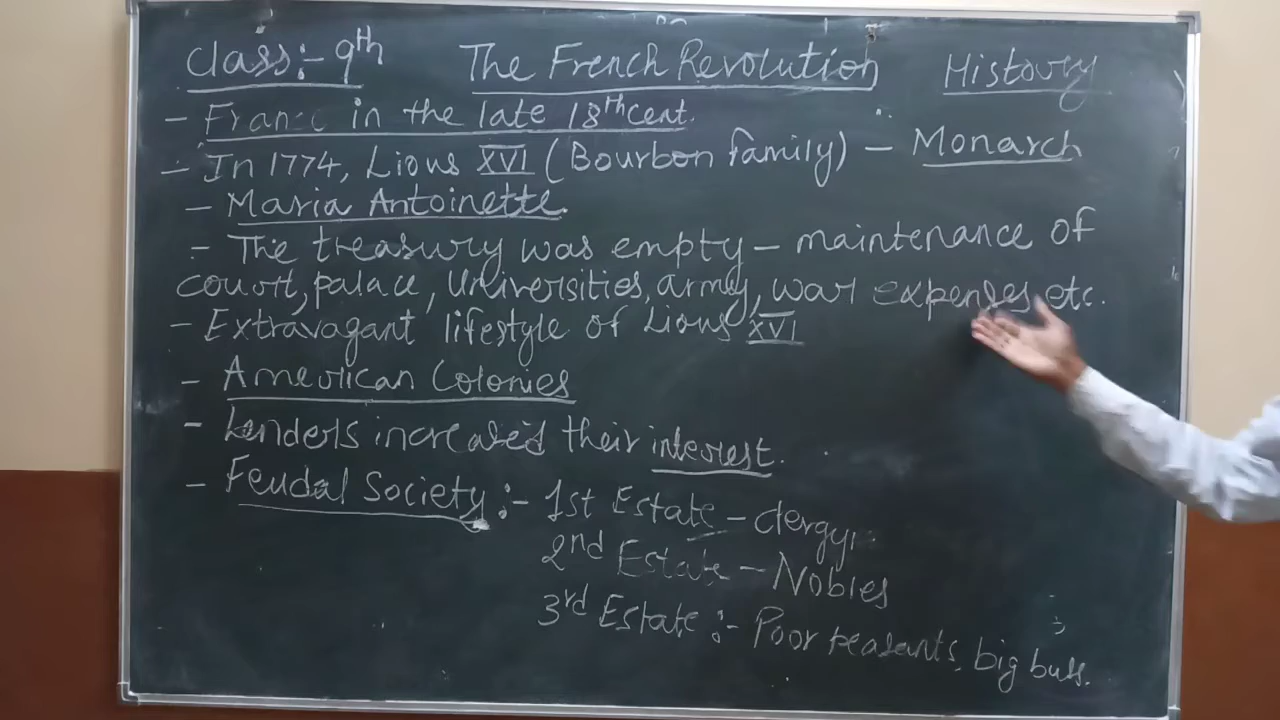 Class:- 9th The French Revolution History
- France in the late 18th cent.
- In 1774, Lious XVI (Bourbon family) - Monarch
- Maria Antoinette.
- The treasury was empty - maintenance of
court, palace, Universities, army, war expenses etc.
- Extravagant lifestyle of Lious XVI
- American Colonies
- Lenders increased their interest.
- Feudal Society :- 1st Estate - clergy
2nd Estate - Nobles
3rd Estate :- Poor peasants, big buss.